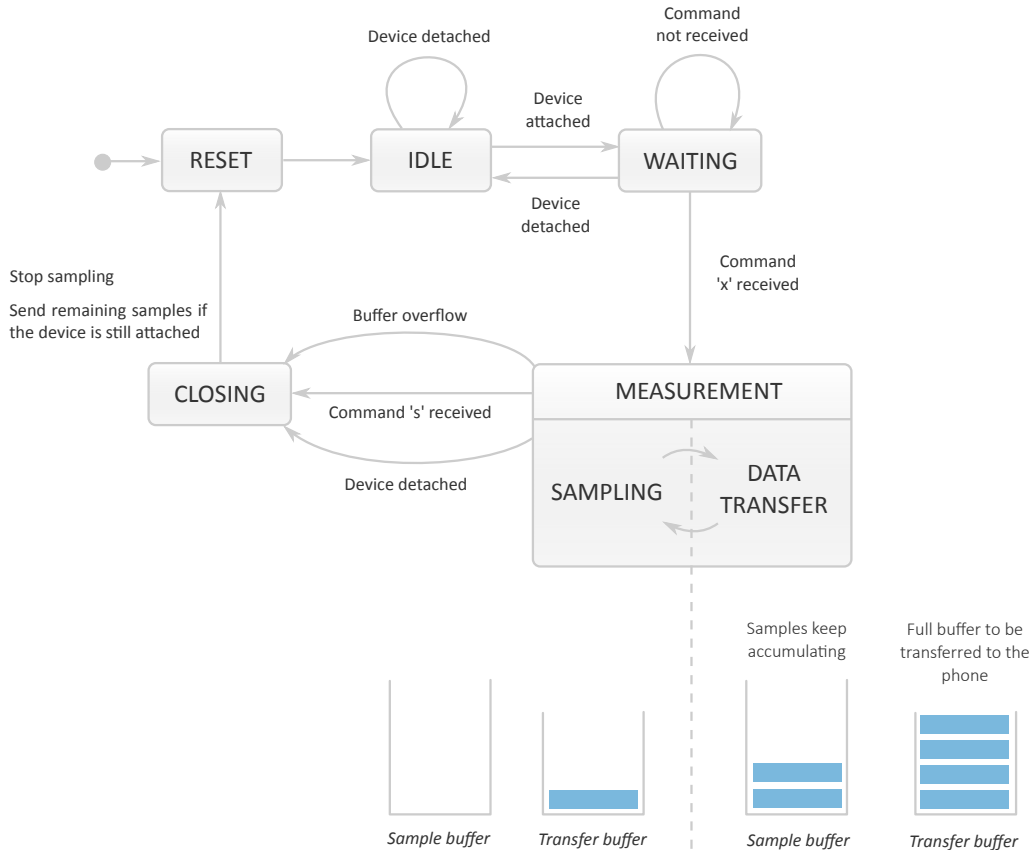 Device detached
Command
not received
Device
attached
RESET
IDLE
WAITING
Device
detached
Command
'x' received
Stop sampling
Send remaining samples if
the device is still attached
Buffer overflow
CLOSING
Command 's' received
Device detached
MEASUREMENT
SAMPLING
DATA
TRANSFER
Samples keep
accumulating
Full buffer to be
transferred to the
phone
Sample buffer
Transfer buffer
Sample buffer
Transfer buffer